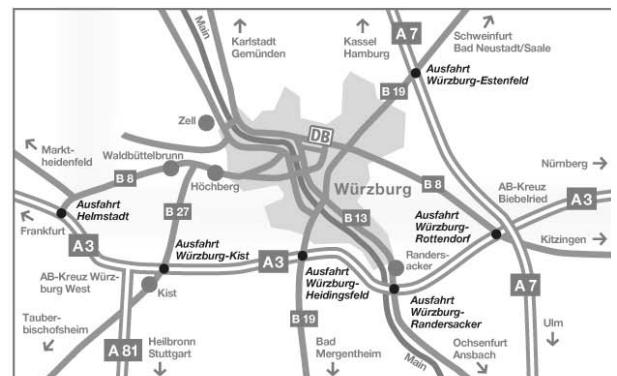 Main
Karlstadt
Gemünden
Kassel
Hamburg
A 7
Schweinfurt
Bad Neustadt/Saale
Ausfahrt
Würzburg-Estenfeld
B 19
Zell
DB
Markt-
heidenfeld
Waldbüttelbrunn
B 8
Höchberg
Würzburg
B 8
Nürnberg
AB-Kreuz
Biebelried
A 3
Ausfahrt
Helmstadt
B 27
B 13
Ausfahrt
Würzburg-
Rottendorf
Frankfurt
A 3
Ausfahrt
Würzburg-Kist
A 3
Kitzingen
Randers-
acker
AB-Kreuz Würz-
burg West
Kist
Ausfahrt
Würzburg-
Heidingsfeld
Ausfahrt
Würzburg-
Randersacker
A 7
Tauber-
bischofsheim
A 81
Heilbronn
Stuttgart
B 19
Bad
Mergentheim
Main
Ochsenfurt
Ansbach
Ulm